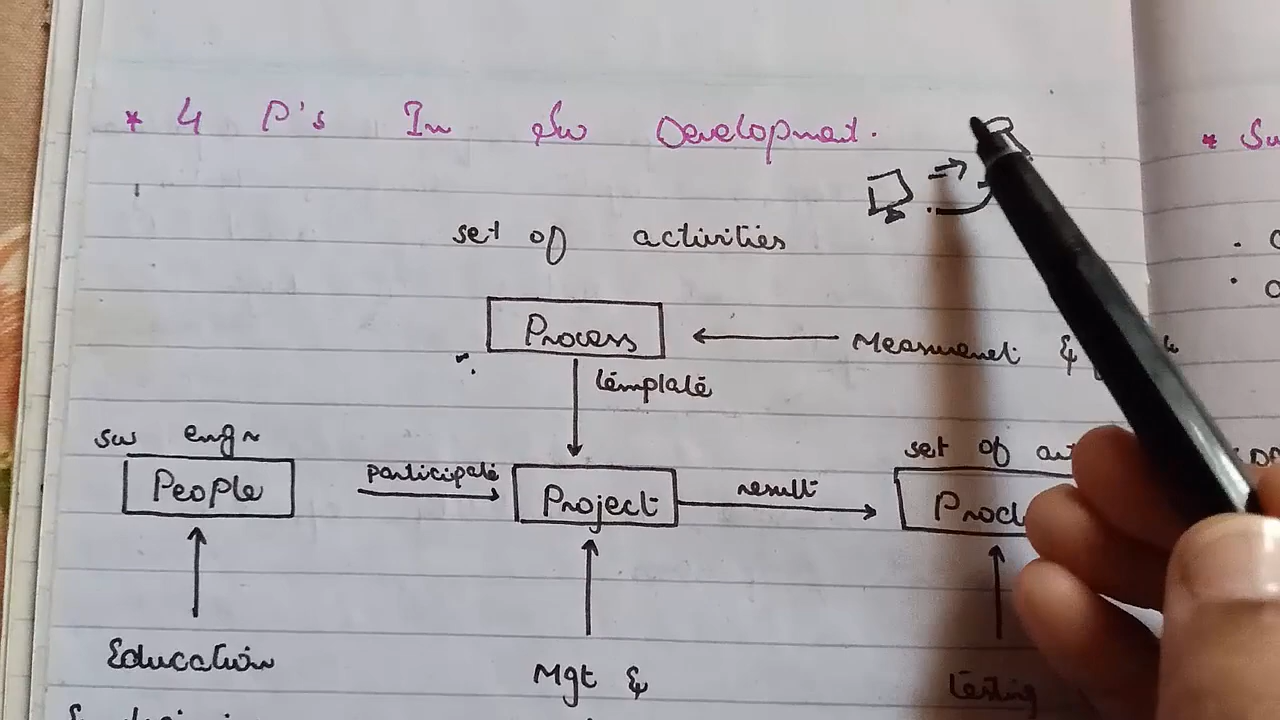 * 4 P's In Sw Development.
* Su
set of activities
Process
Measurement &
template
sw engr
set of
People
participate
Project
result
Prod
Education
Mgt &
testing